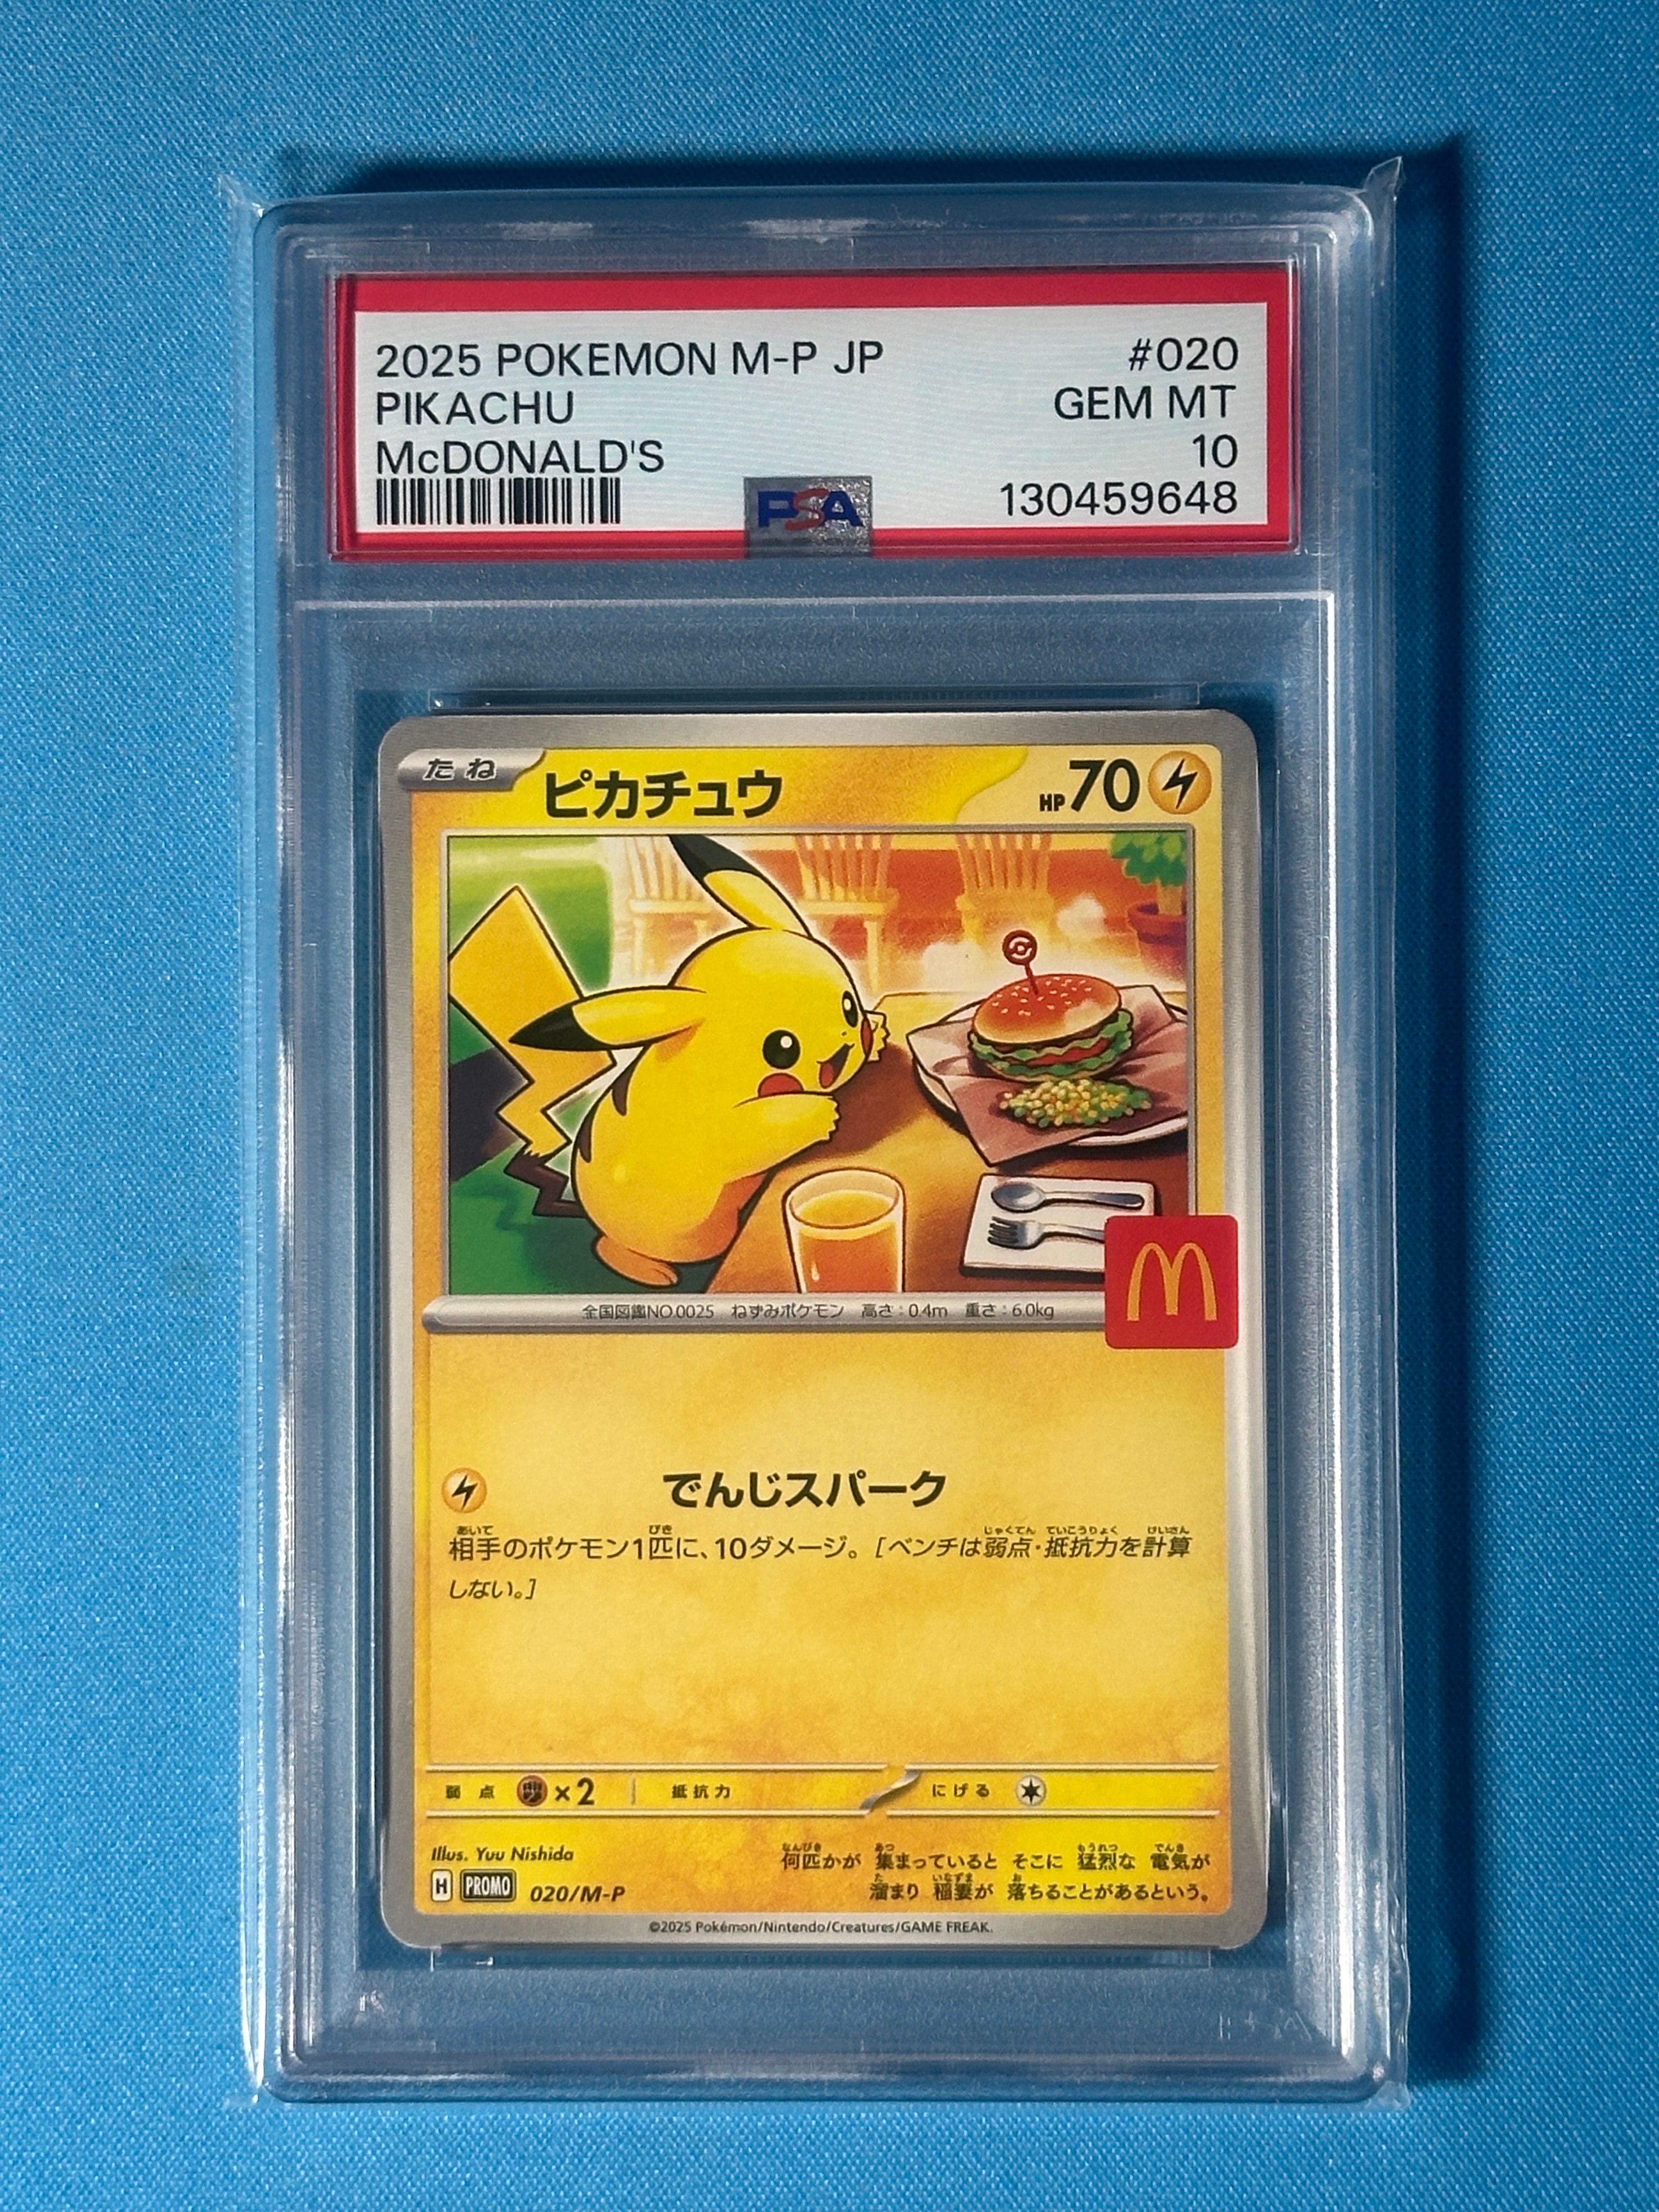 2025 POKEMON M-P JP #020
PIKACHU GEM MT
McDONALD'S 10
PSA 130459648
たね ピカチュウ HP70
全国図鑑NO.0025 ねずみポケモン 高さ:0.4m 重さ:6.0kg
M
でんじスパーク
相手のポケモン1匹に、10ダメージ。[ベンチは弱点・抵抗力を計算
しない。]
弱点 ×2 抵抗力 にげる
Illus. Yuu Nishida
H PROMO 020/M-P
何匹かが 集まっていると そこに 猛烈な 電気が
溜まり 稲妻が 落ちることがあるという。
©2025 Pokémon/Nintendo/Creatures/GAME FREAK.